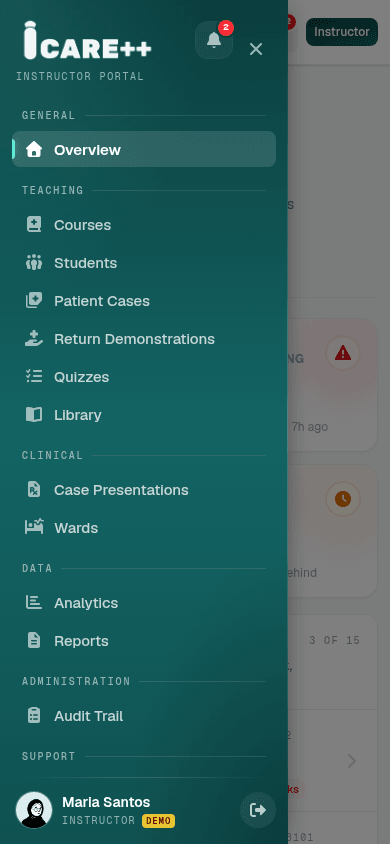 iCARE++
2
INSTRUCTOR PORTAL
2
Instructor
GENERAL
Overview
TEACHING
Courses
Students
Patient Cases
Return Demonstrations
Quizzes
Library
CLINICAL
Case Presentations
Wards
DATA
Analytics
Reports
ADMINISTRATION
Audit Trail
SUPPORT
Maria Santos
INSTRUCTOR DEMO
7h ago
3 OF 15